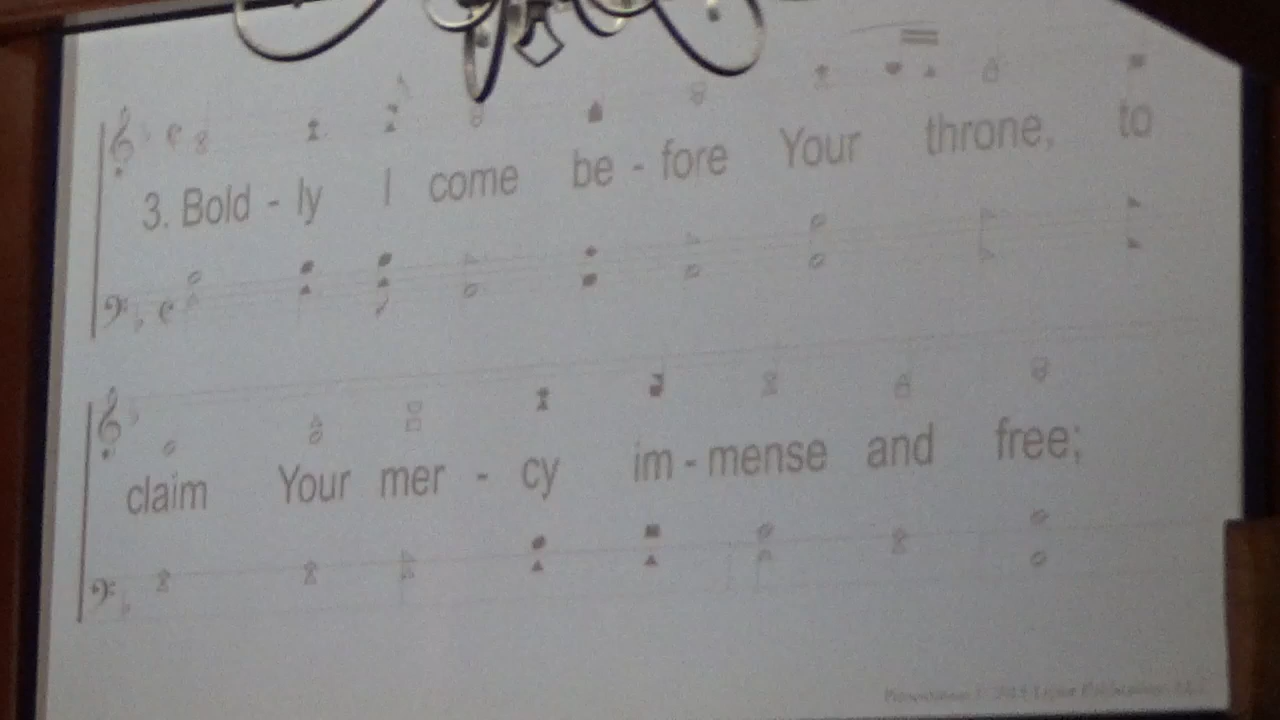 3. Bold - ly I come be - fore Your throne, to
claim Your mer - cy im - mense and free;